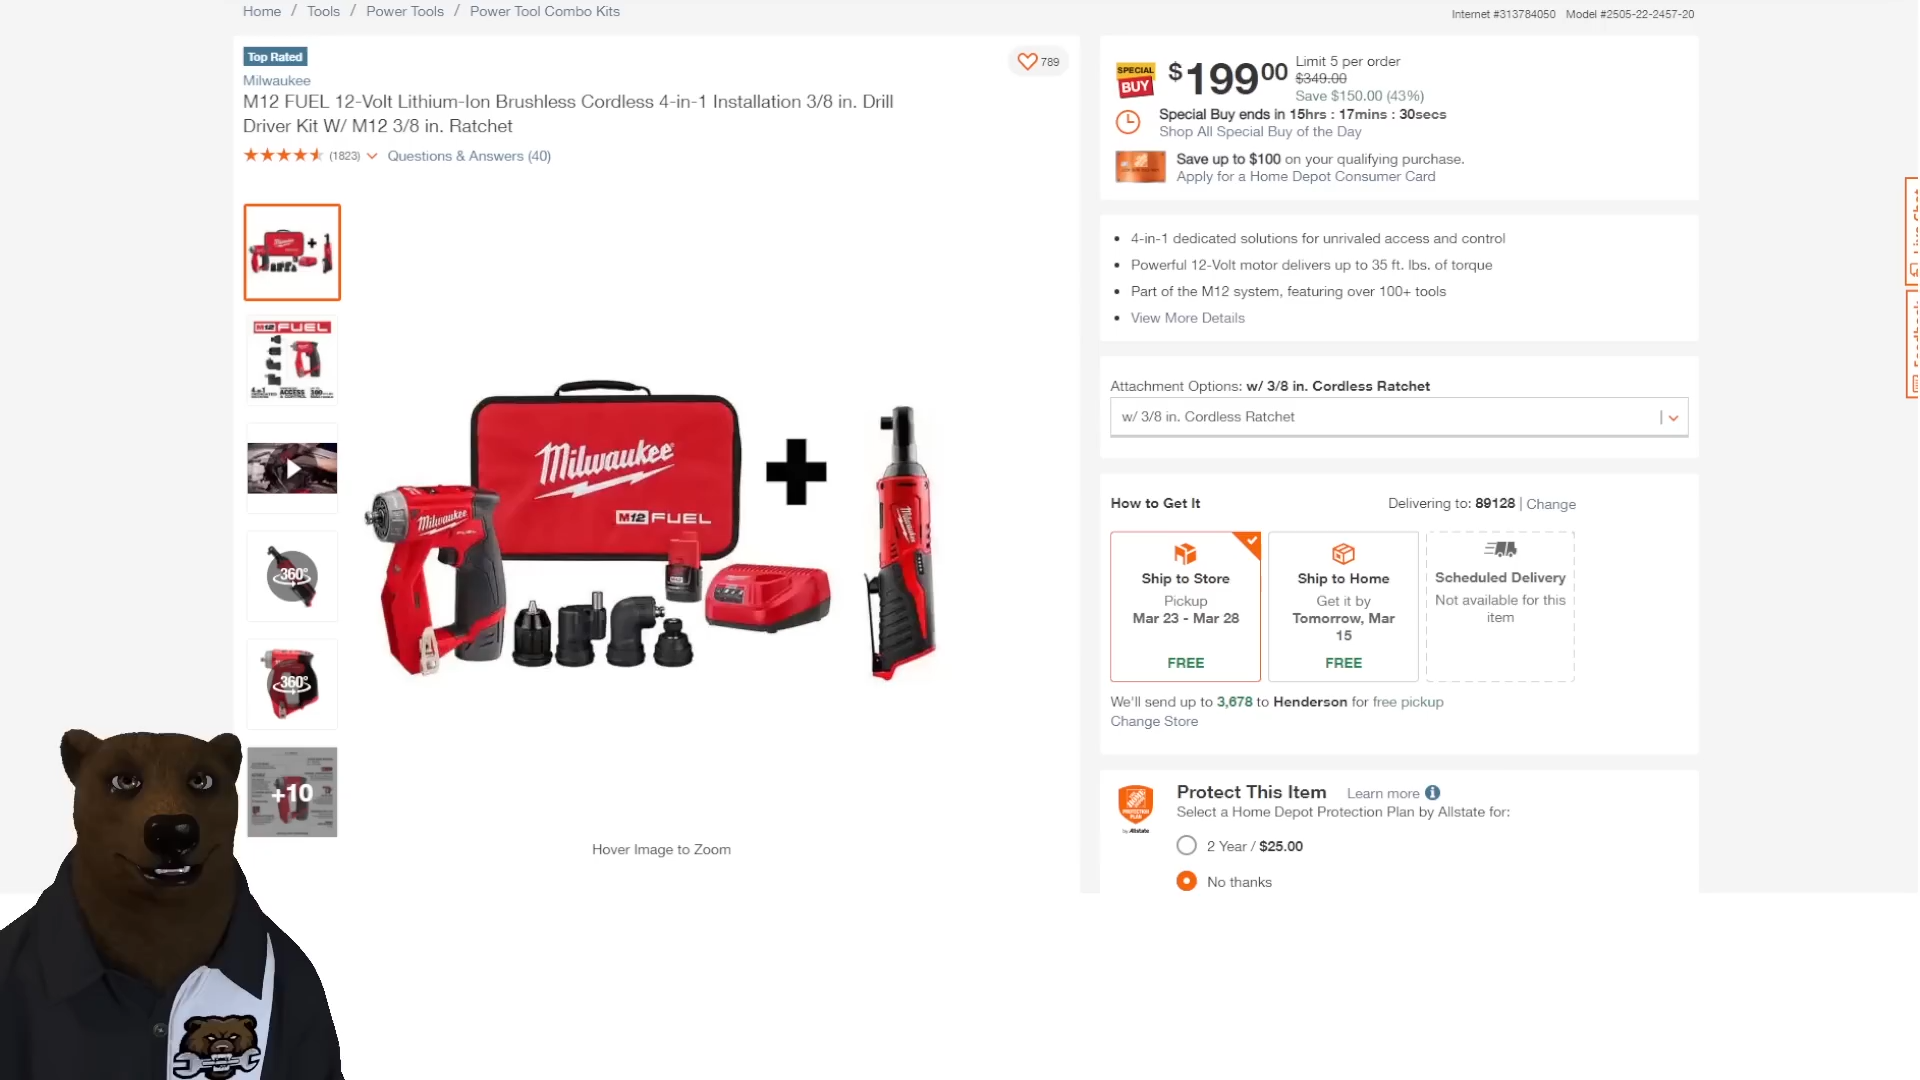 Home / Tools / Power Tools / Power Tool Combo Kits
Internet #313784050 Model #2505-22-2457-20
Top Rated
789
Milwaukee
M12 FUEL 12-Volt Lithium-Ion Brushless Cordless 4-in-1 Installation 3/8 in. Drill
Driver Kit W/ M12 3/8 in. Ratchet
(1823)
Questions & Answers (40)
M12 FUEL
360°
360°
+10
Milwaukee
M12 FUEL
Milwaukee
Milwaukee
Hover Image to Zoom
SPECIAL
BUY
$199.00
Limit 5 per order
$349.00
Save $150.00 (43%)
Special Buy ends in 15hrs : 17mins : 30secs
Shop All Special Buy of the Day
Save up to $100 on your qualifying purchase.
Apply for a Home Depot Consumer Card
• 4-in-1 dedicated solutions for unrivaled access and control
• Powerful 12-Volt motor delivers up to 35 ft. lbs. of torque
• Part of the M12 system, featuring over 100+ tools
• View More Details
Attachment Options: w/ 3/8 in. Cordless Ratchet
w/ 3/8 in. Cordless Ratchet
How to Get It
Delivering to: 89128 | Change
Ship to Store
Pickup
Mar 23 - Mar 28
FREE
Ship to Home
Get it by
Tomorrow, Mar
15
FREE
Scheduled Delivery
Not available for this
item
We'll send up to 3,678 to Henderson for free pickup
Change Store
Protect This Item
Learn more
Select a Home Depot Protection Plan by Allstate for:
by Allstate
2 Year / $25.00
No thanks